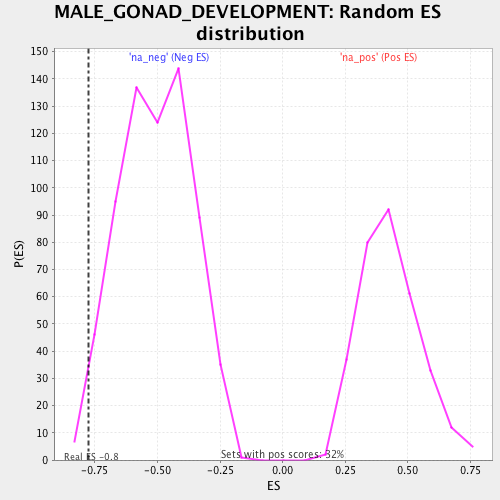 MALE_GONAD_DEVELOPMENT: Random ES
distribution
'na_neg' (Neg ES)
'na_pos' (Pos ES)
150
140
130
120
110
100
90
80
70
60
50
40
30
20
10
0
P(ES)
Real ES -0.8
Sets with pos scores: 32%
-0.75
-0.50
-0.25
0.00
0.25
0.50
0.75
ES